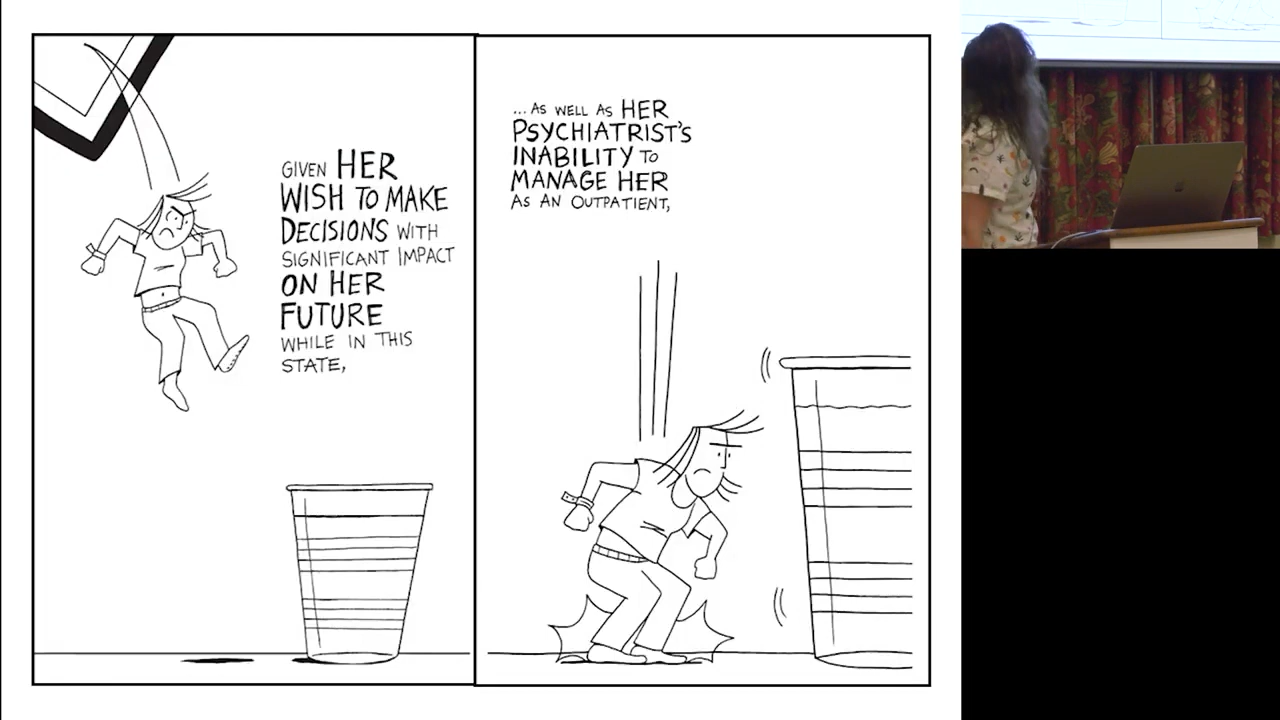 GIVEN HER
WISH TO MAKE
DECISIONS WITH
SIGNIFICANT IMPACT
ON HER
FUTURE
WHILE IN THIS
STATE,
...AS WELL AS HER
PSYCHIATRIST'S
INABILITY TO
MANAGE HER
AS AN OUTPATIENT,